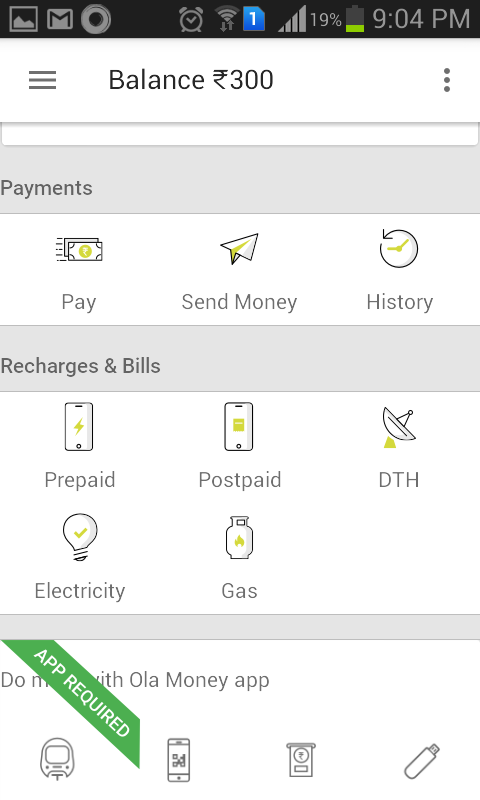 1 19% 9:04 PM
Balance ₹300
Payments
Pay Send Money History
Recharges & Bills
Prepaid Postpaid DTH
Electricity Gas
APP REQUIRED
Do m with Ola Money app